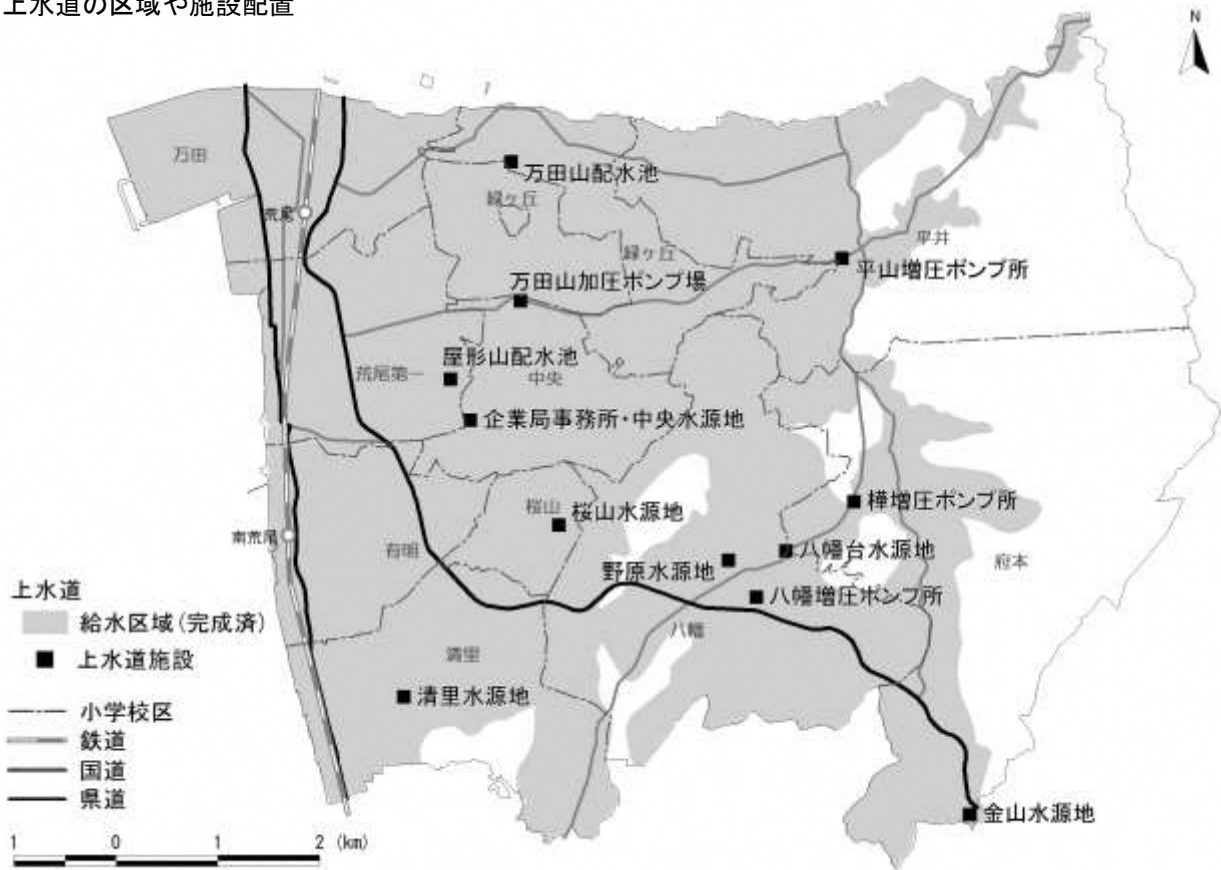 上水道の区域や施設配置
N
万田
万田山配水池
緑ヶ丘
荒尾
緑ヶ丘
平井
平山増圧ポンプ所
万田山加圧ポンプ場
屋形山配水池
荒尾第一
中央
企業局事務所・中央水源地
桜山
桜山水源地
樺増圧ポンプ所
南荒尾
有明
八幡台水源地
野原水源地
府本
八幡増圧ポンプ所
八幡
清里
清里水源地
金山水源地
上水道
給水区域(完成済)
上水道施設
小学校区
鉄道
国道
県道
1 0 1 2 (km)